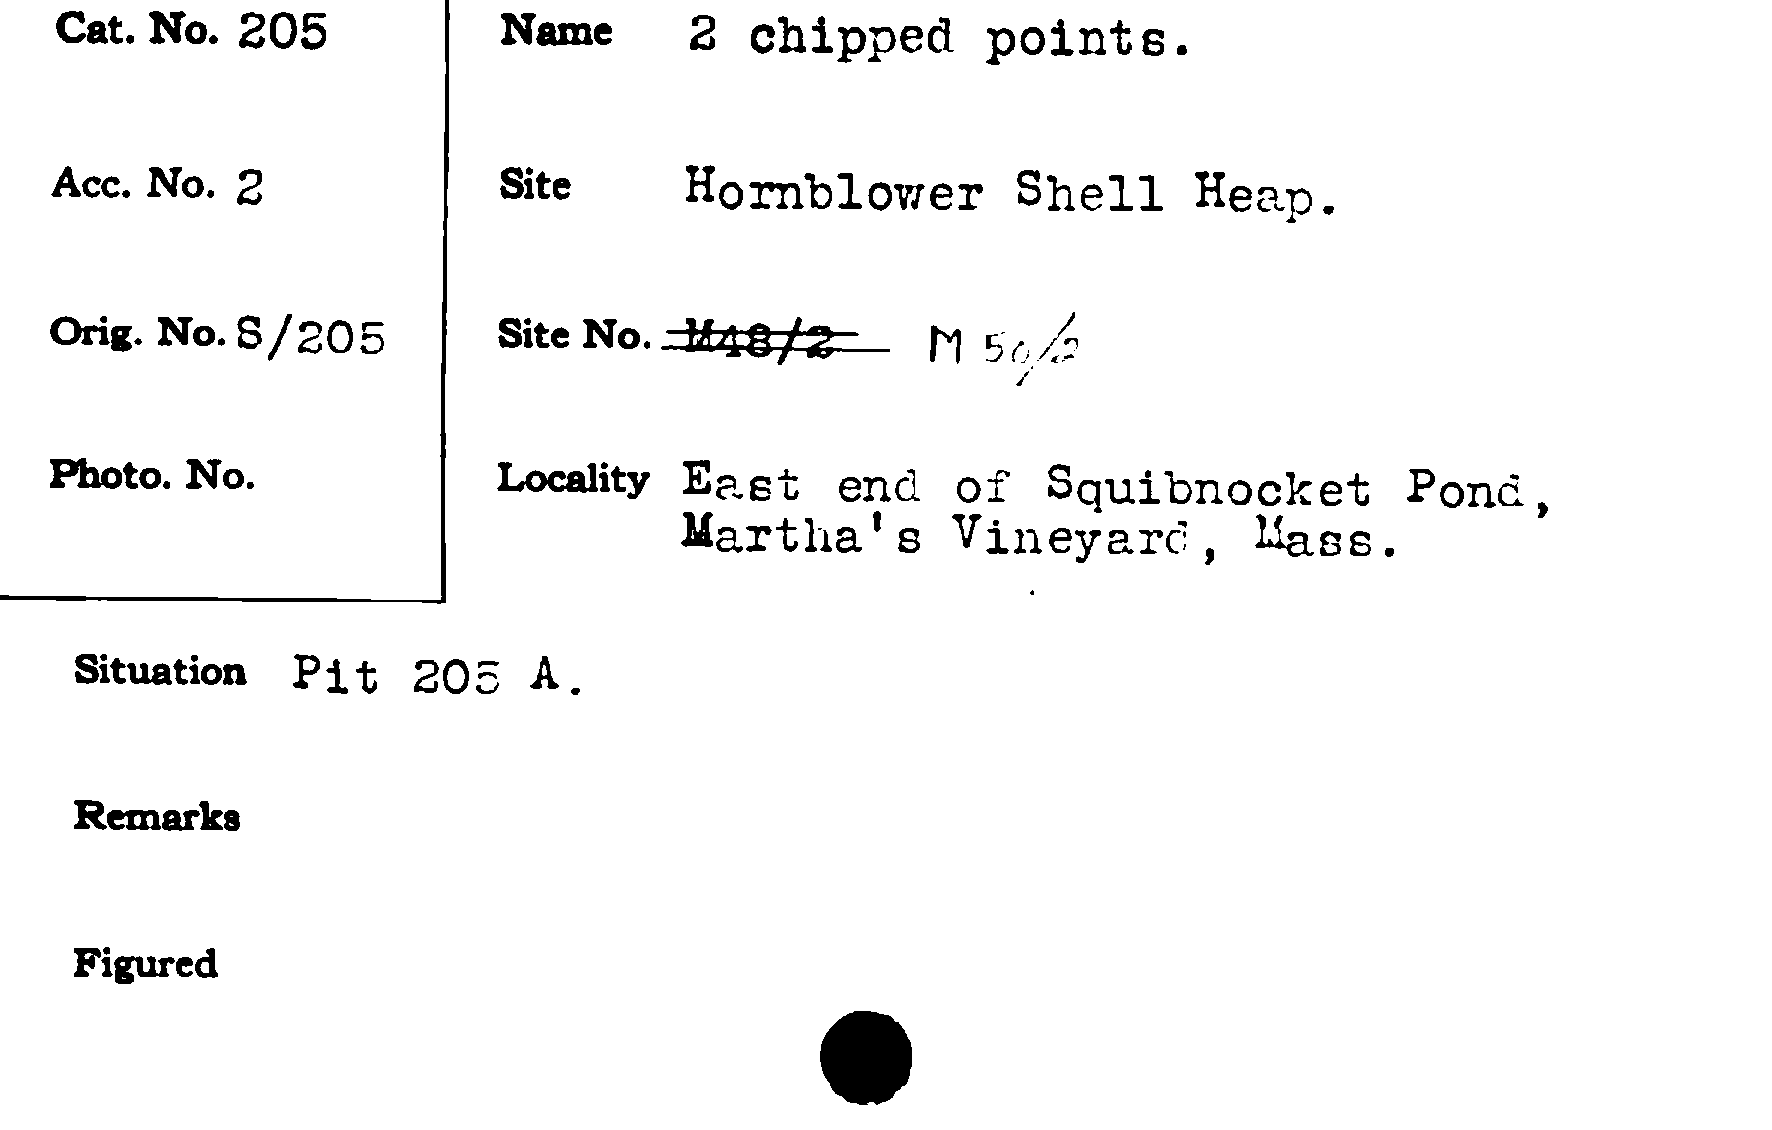 Cat. No. 205
Name 2 chipped points.
Acc. No. 2
Site Hornblower Shell Heap.
Orig. No. S/205
Site No. M48/2 M 50/2
Photo. No.
Locality East end of Squibnocket Pond,
Martha's Vineyard, Mass.
Situation Pit 205 A.
Remarks
Figured